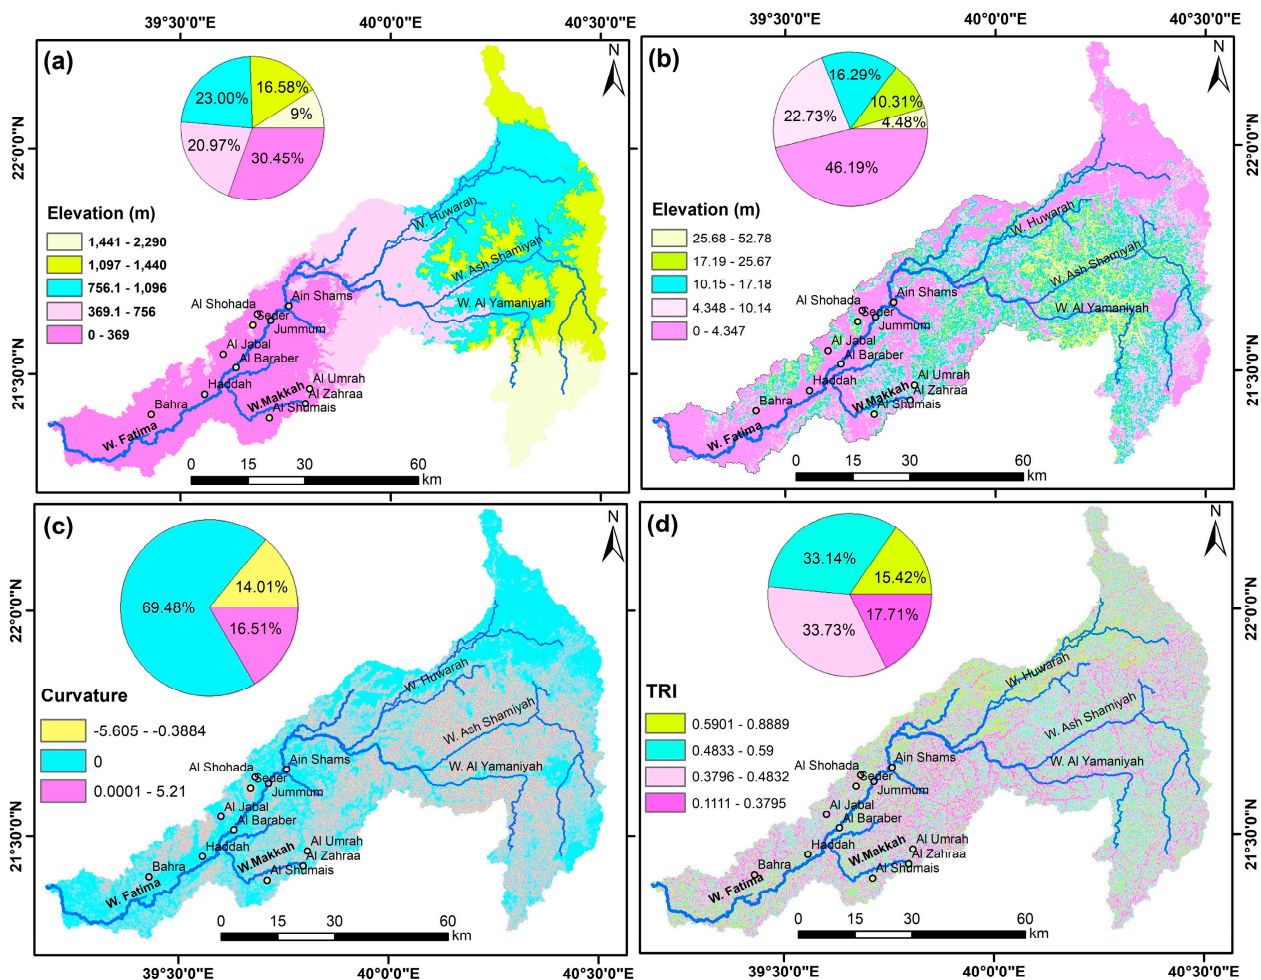 39°30'0"E 40°00'0"E 40°30'0"E
39°30'0"E 40°00'0"E 40°30'0"E
(a)
N
16.58%
23.00%
9%
20.97%
30.45%
22°0'0"N
21°30'0"N
Elevation (m)
1,441 - 2,290
1,097 - 1,440
756.1 - 1,096
369.1 - 756
0 - 369
W. Huwarah
W. Ash Shamiyah
W. Al Yamaniyah
Ain Shams
Al Shohada
Seder
Jummum
Al Jabal
Al Baraber
Haddah
Al Umrah
Al Zahraa
W.Makkah
Al Shumais
Bahra
W. Fatima
0 15 30 60
km
(b)
N
16.29%
10.31%
22.73%
4.48%
46.19%
22°0'0"N
21°30'0"N
Elevation (m)
25.68 - 52.78
17.19 - 25.67
10.15 - 17.18
4.348 - 10.14
0 - 4.347
W. Huwarah
W. Ash Shamiyah
W. Al Yamaniyah
Ain Shams
Al Shohada
Seder
Jummum
Al Jabal
Al Baraber
Haddah
Al Umrah
Al Zahraa
W.Makkah
Al Shumais
Bahra
W. Fatima
0 15 30 60
km
(c)
N
14.01%
69.48%
16.51%
22°0'0"N
21°30'0"N
Curvature
-5.605 - -0.3884
0
0.0001 - 5.21
W. Huwarah
W. Ash Shamiyah
W. Al Yamaniyah
Ain Shams
Al Shohada
Seder
Jummum
Al Jabal
Al Baraber
Haddah
Al Umrah
Al Zahraa
W.Makkah
Al Shumais
Bahra
W. Fatima
0 15 30 60
km
(d)
N
33.14%
15.42%
33.73%
17.71%
22°0'0"N
21°30'0"N
TRI
0.5901 - 0.8889
0.4833 - 0.59
0.3796 - 0.4832
0.1111 - 0.3795
W. Huwarah
W. Ash Shamiyah
W. Al Yamaniyah
Ain Shams
Al Shohada
Seder
Jummum
Al Jabal
Al Baraber
Haddah
Al Umrah
Al Zahraa
W.Makkah
Al Shumais
Bahra
W. Fatima
0 15 30 60
km
39°30'0"E 40°00'0"E 40°30'0"E
39°30'0"E 40°00'0"E 40°30'0"E